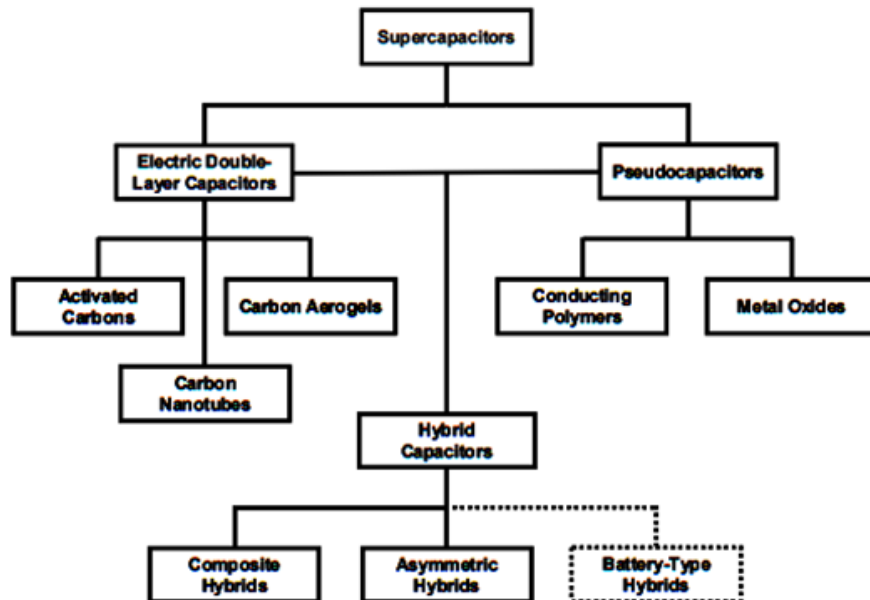 Supercapacitors
Electric Double-
Layer Capacitors
Pseudocapacitors
Activated
Carbons
Carbon Aerogels
Conducting
Polymers
Metal Oxides
Carbon
Nanotubes
Hybrid
Capacitors
Composite
Hybrids
Asymmetric
Hybrids
Battery-Type
Hybrids